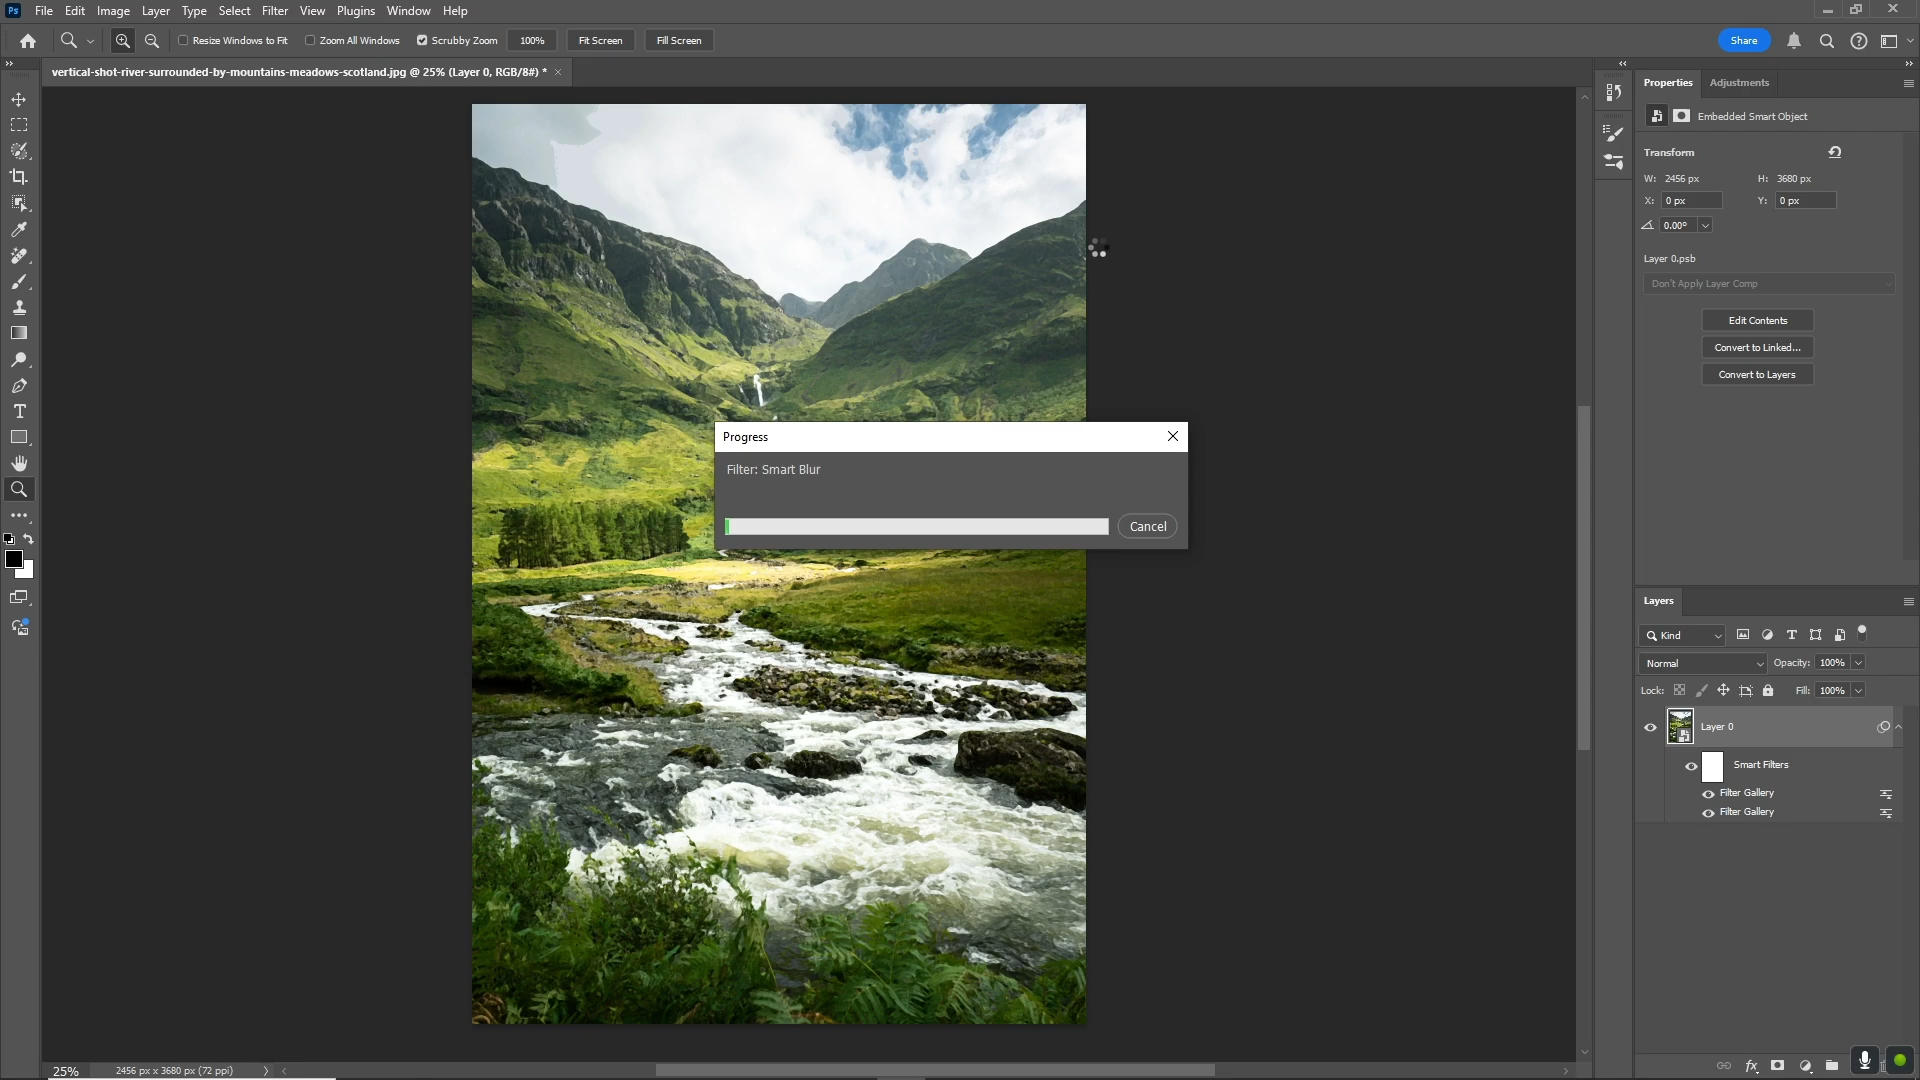 Ps File Edit Image Layer Type Select Filter View Plugins Window Help
Resize Windows to Fit Zoom All Windows Scrubby Zoom 100% Fit Screen Fill Screen Share
vertical-shot-river-surrounded-by-mountains-meadows-scotland.jpg @ 25% (Layer 0, RGB/8#) * ×
Properties Adjustments
Embedded Smart Object
Transform
W: 2456 px H: 3680 px
X: 0 px Y: 0 px
0.00°
Layer 0.psb
Don't Apply Layer Comp
Edit Contents
Convert to Linked...
Convert to Layers
Progress
Filter: Smart Blur
Cancel
Layers
Kind
Normal Opacity: 100%
Lock: Fill: 100%
Layer 0
Smart Filters
Filter Gallery
Filter Gallery
25% 2456 px x 3680 px (72 ppi)